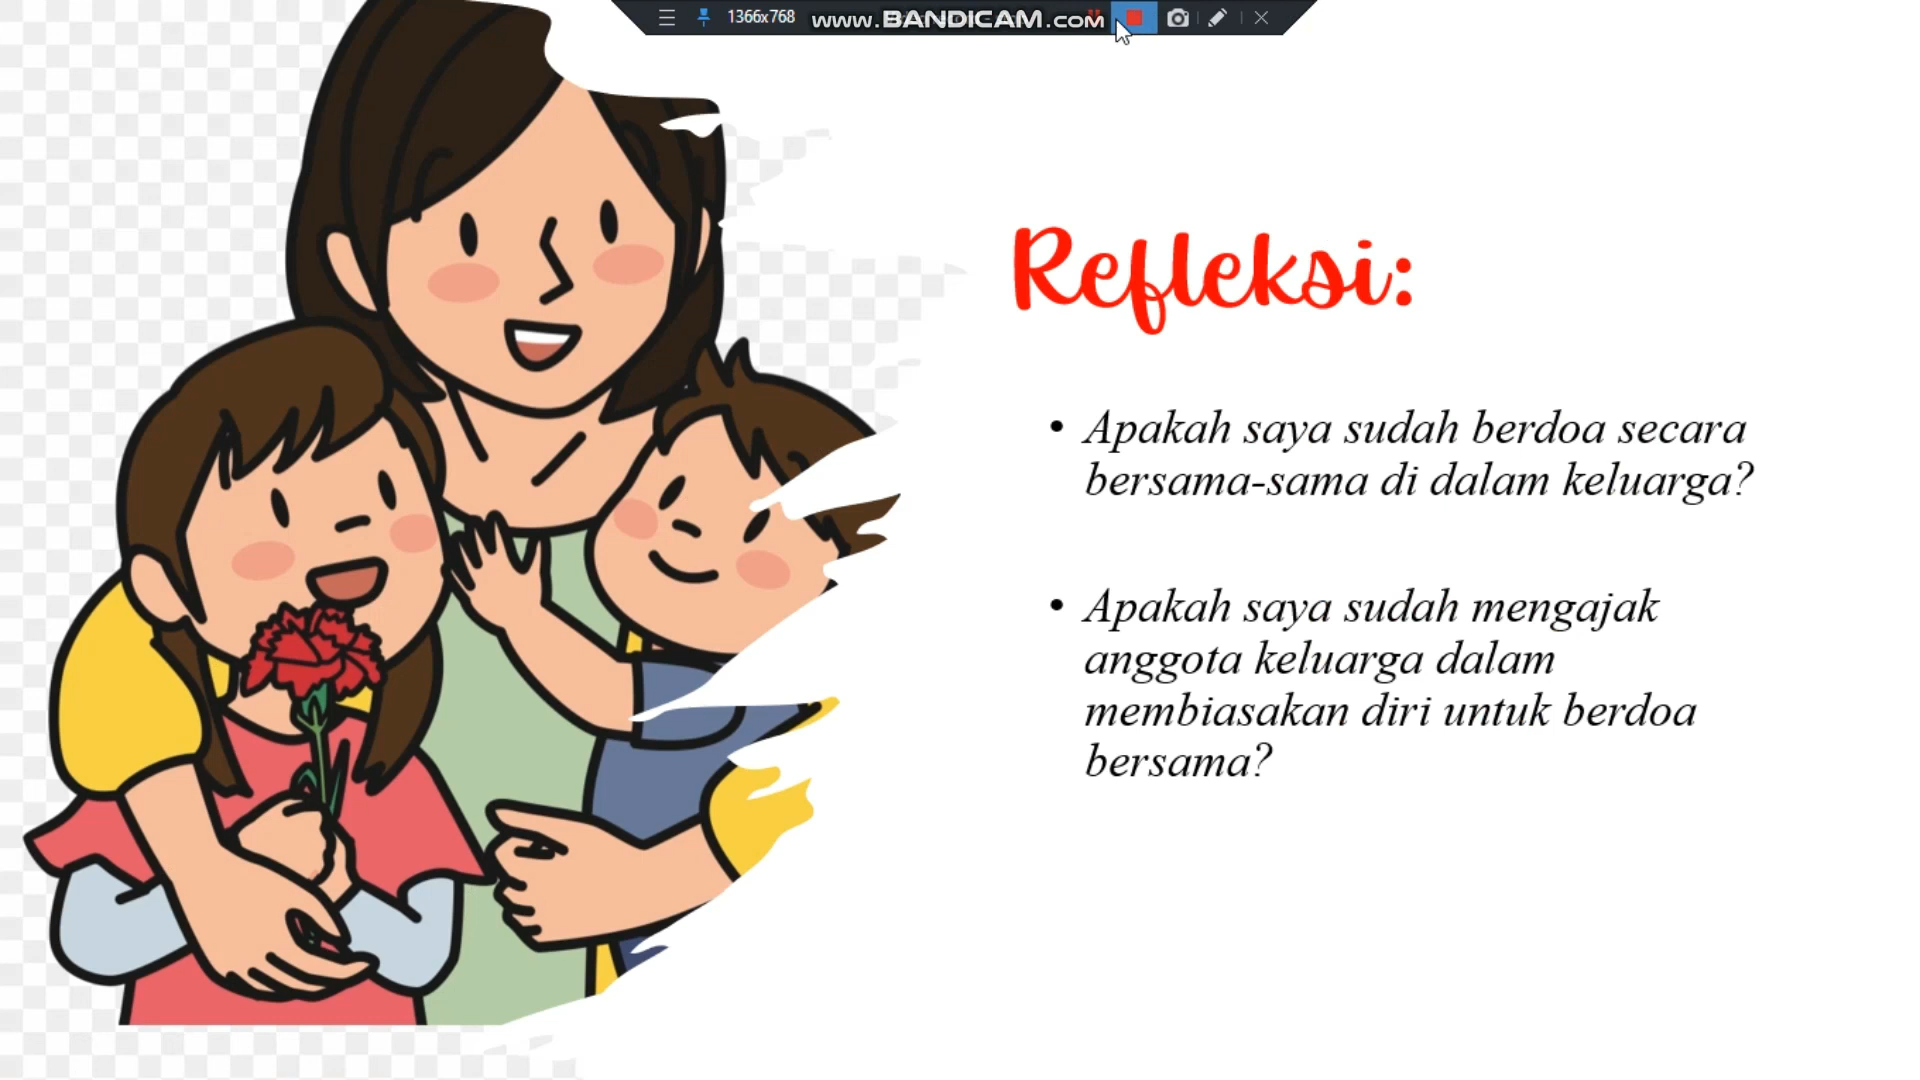 1366x768
www.BANDICAM.com
Refleksi:
• Apakah saya sudah berdoa secara
bersama-sama di dalam keluarga?
• Apakah saya sudah mengajak
anggota keluarga dalam
membiasakan diri untuk berdoa
bersama?